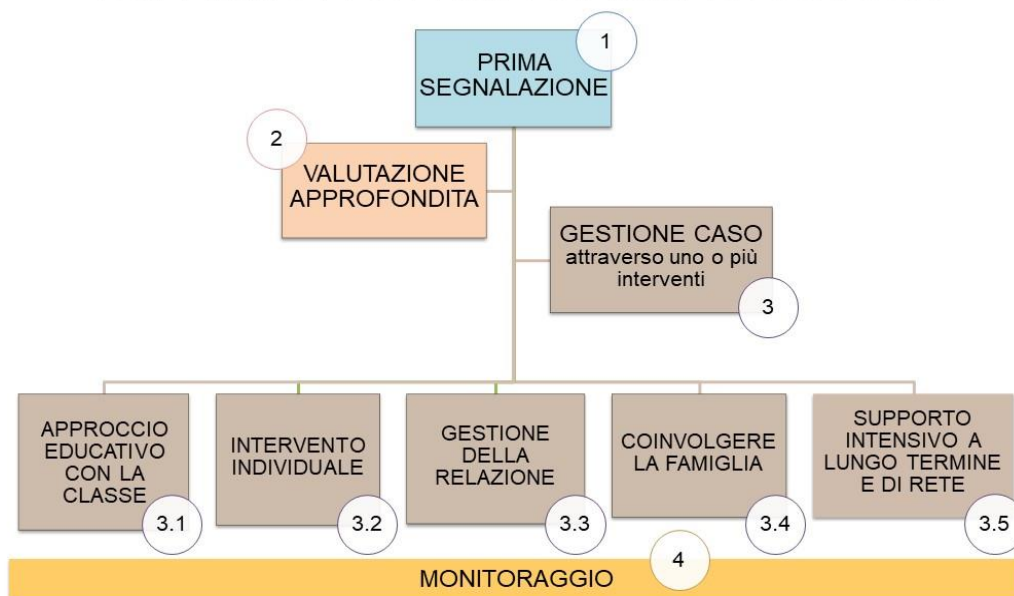 1
PRIMA
SEGNALAZIONE
2
VALUTAZIONE
APPROFONDITA
GESTIONE CASO
attraverso uno o più
interventi
3
APPROCCIO
EDUCATIVO
CON LA
CLASSE
3.1
INTERVENTO
INDIVIDUALE
3.2
GESTIONE
DELLA
RELAZIONE
3.3
COINVOLGERE
LA FAMIGLIA
3.4
SUPPORTO
INTENSIVO A
LUNGO TERMINE
E DI RETE
3.5
4
MONITORAGGIO